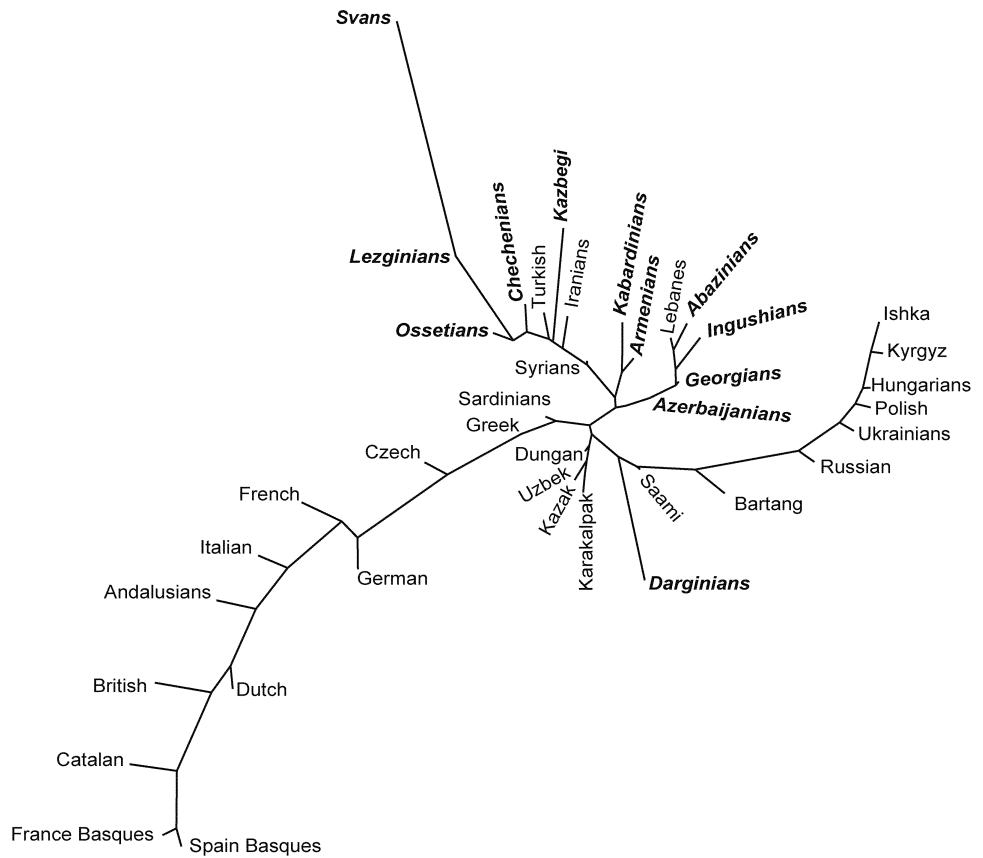 Svans
Lezginians
Ossetians
Chechenians
Turkish
Kazbegi
Iranians
Syrians
Kabardinians
Armenians
Lebanes
Abazinians
Ingushians
Georgians
Azerbaijanians
Ishka
Kyrgyz
Hungarians
Polish
Ukrainians
Russian
Bartang
Saami
Darginians
Karakalpak
Kazak
Uzbek
Dungan
Sardinians
Greek
Czech
French
German
Italian
Andalusians
Dutch
British
Catalan
France Basques
Spain Basques